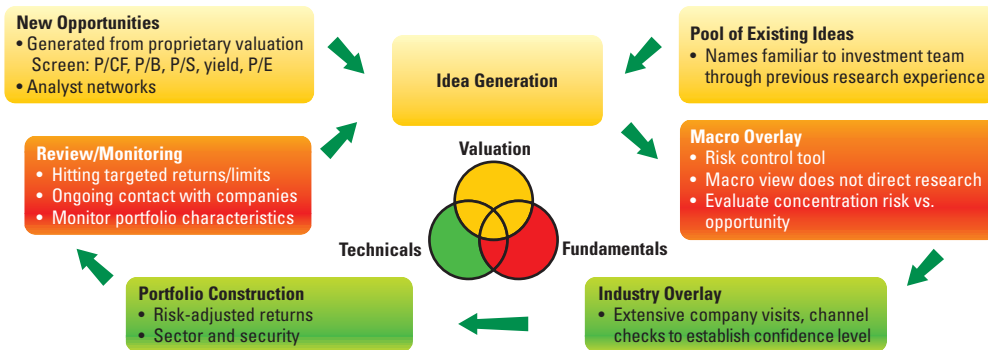 New Opportunities
• Generated from proprietary valuation
Screen: P/CF, P/B, P/S, yield, P/E
• Analyst networks
Idea Generation
Pool of Existing Ideas
• Names familiar to investment team
through previous research experience
Review/Monitoring
• Hitting targeted returns/limits
• Ongoing contact with companies
• Monitor portfolio characteristics
Macro Overlay
• Risk control tool
• Macro view does not direct research
• Evaluate concentration risk vs.
opportunity
Valuation
Technicals
Fundamentals
Portfolio Construction
• Risk-adjusted returns
• Sector and security
Industry Overlay
• Extensive company visits, channel
checks to establish confidence level